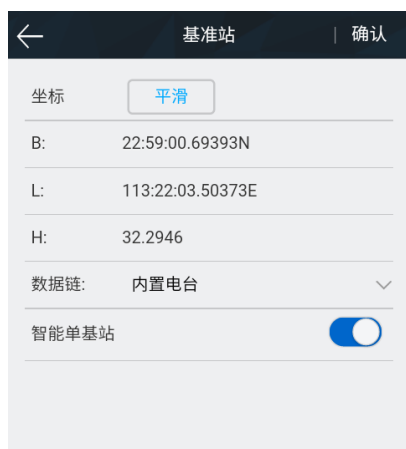 基准站 | 确认
坐标 平滑
B: 22:59:00.69393N
L: 113:22:03.50373E
H: 32.2946
数据链: 内置电台
智能单基站